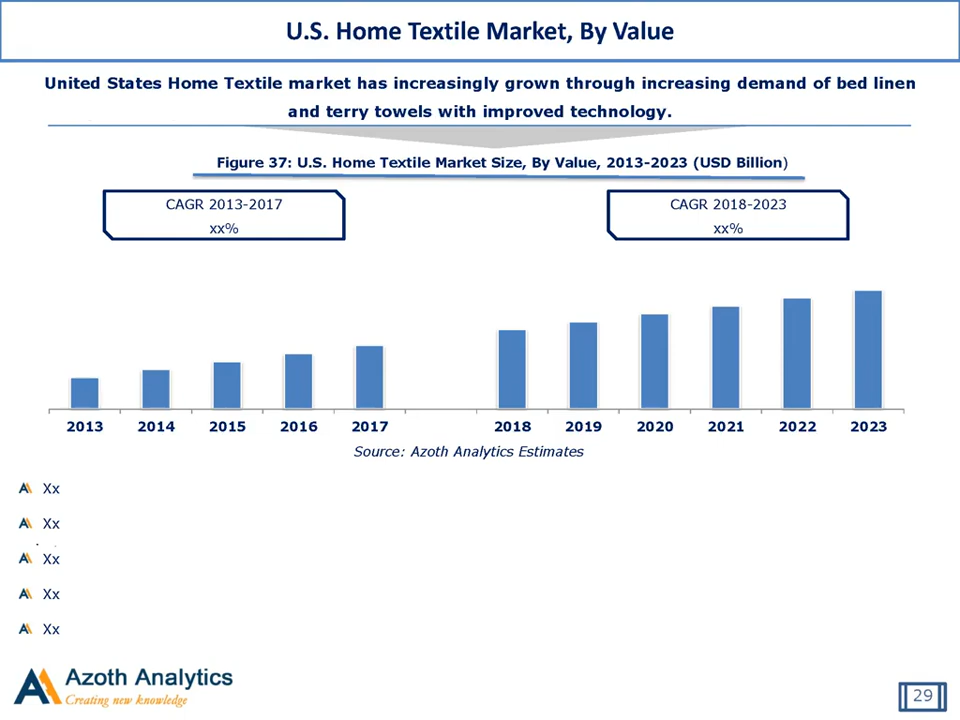 U.S. Home Textile Market, By Value
United States Home Textile market has increasingly grown through increasing demand of bed linen
and terry towels with improved technology.
Figure 37: U.S. Home Textile Market Size, By Value, 2013-2023 (USD Billion)
CAGR 2013-2017
xx%
CAGR 2018-2023
xx%
2013 2014 2015 2016 2017 2018 2019 2020 2021 2022 2023
Source: Azoth Analytics Estimates
Xx
Xx
Xx
Xx
Xx
Azoth Analytics
Creating new knowledge
29